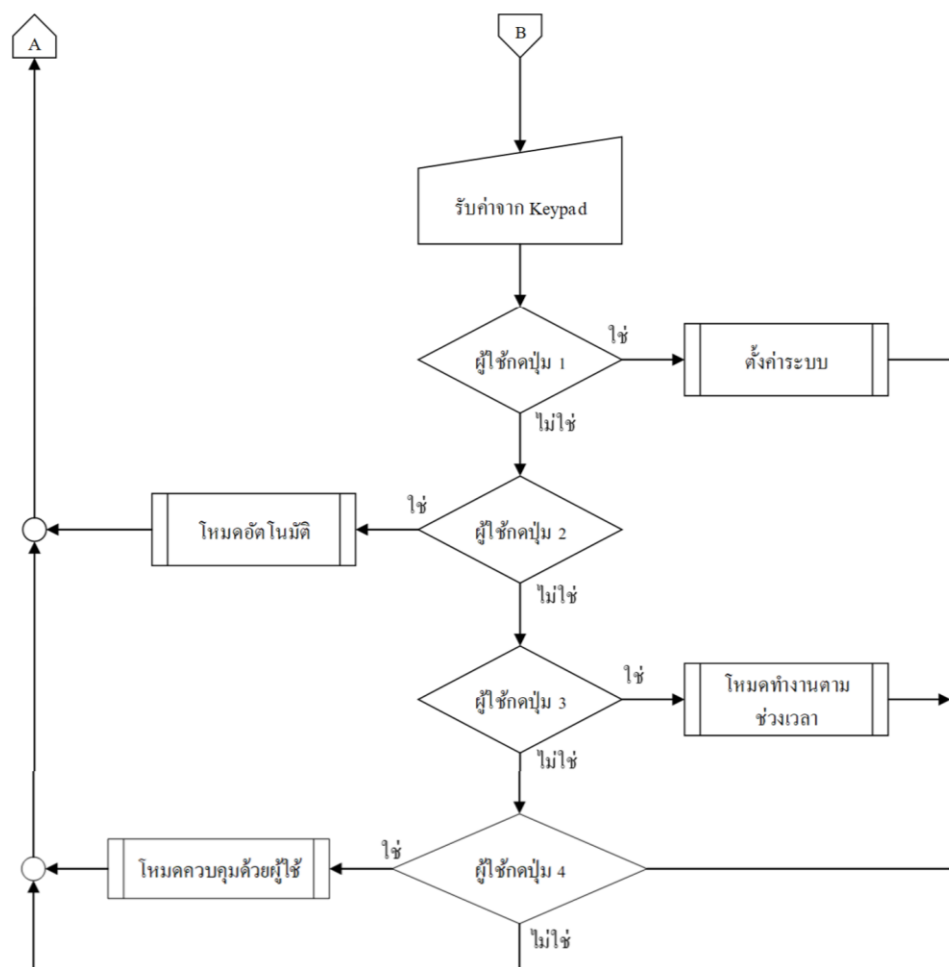 A
B
รับค่าจาก Keypad
ผู้ใช้กดปุ่ม 1
ใช่
ตั้งค่าระบบ
ไม่ใช่
โหมดอัตโนมัติ
ใช่
ผู้ใช้กดปุ่ม 2
ไม่ใช่
ผู้ใช้กดปุ่ม 3
ใช่
โหมดทำงานตาม
ช่วงเวลา
ไม่ใช่
โหมดควบคุมด้วยผู้ใช้
ใช่
ผู้ใช้กดปุ่ม 4
ไม่ใช่